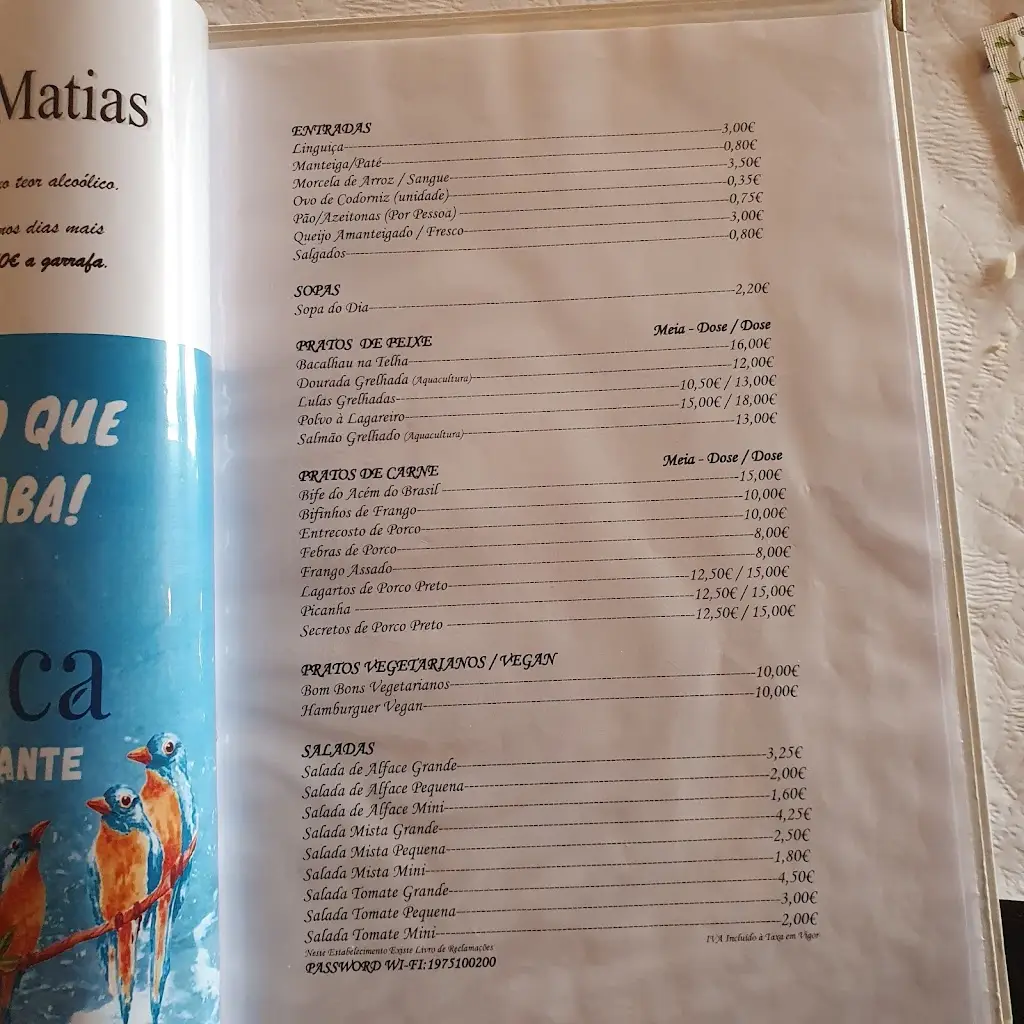 Matias
teor alcoólico.
nos dias mais
0€ a garrafa.
O QUE
ABA!
ca
ANTE
ENTRADAS
Linguiça 3,00€
Manteiga/Paté 0,80€
Morcela de Arroz / Sangue 3,50€
Ovo de Codorniz (unidade) 0,35€
Pão/Azeitonas (Por Pessoa) 0,75€
Queijo Amanteigado / Fresco 3,00€
Salgados 0,80€
SOPAS
Sopa do Dia 2,20€
PRATOS DE PEIXE Meia - Dose / Dose
Bacalhau na Telha 16,00€
Dourada Grelhada (Aquacultura) 12,00€
Lulas Grelhadas 10,50€ / 13,00€
Polvo à Lagareiro 15,00€ / 18,00€
Salmão Grelhado (Aquacultura) 13,00€
PRATOS DE CARNE Meia - Dose / Dose
Bife do Acém do Brasil 15,00€
Bifinhos de Frango 10,00€
Entrecosto de Porco 10,00€
Febras de Porco 8,00€
Frango Assado 8,00€
Lagartos de Porco Preto 12,50€ / 15,00€
Picanha 12,50€ / 15,00€
Secretos de Porco Preto 12,50€ / 15,00€
PRATOS VEGETARIANOS / VEGAN
Bom Bons Vegetarianos 10,00€
Hamburguer Vegan 10,00€
SALADAS
Salada de Alface Grande 3,25€
Salada de Alface Pequena 2,00€
Salada de Alface Mini 1,60€
Salada Mista Grande 4,25€
Salada Mista Pequena 2,50€
Salada Mista Mini 1,80€
Salada Tomate Grande 4,50€
Salada Tomate Pequena 3,00€
Salada Tomate Mini 2,00€
Neste Estabelecimento Existe Livro de Reclamações IVA Incluído à Taxa em Vigor
PASSWORD WI-FI:1975100200